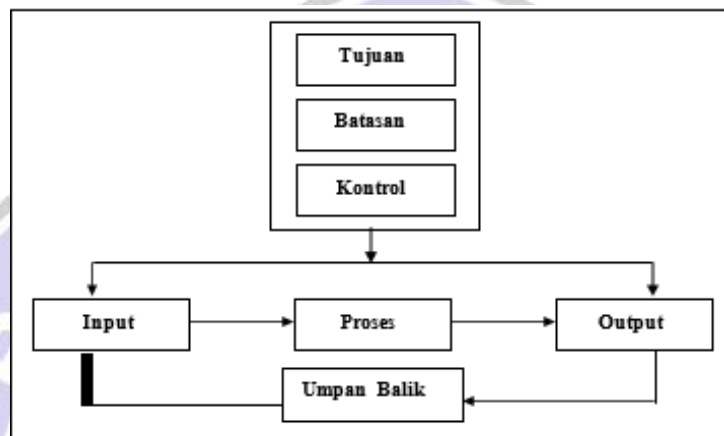 Tujuan
Batasan
Kontrol
Input
Proses
Output
Umpan Balik